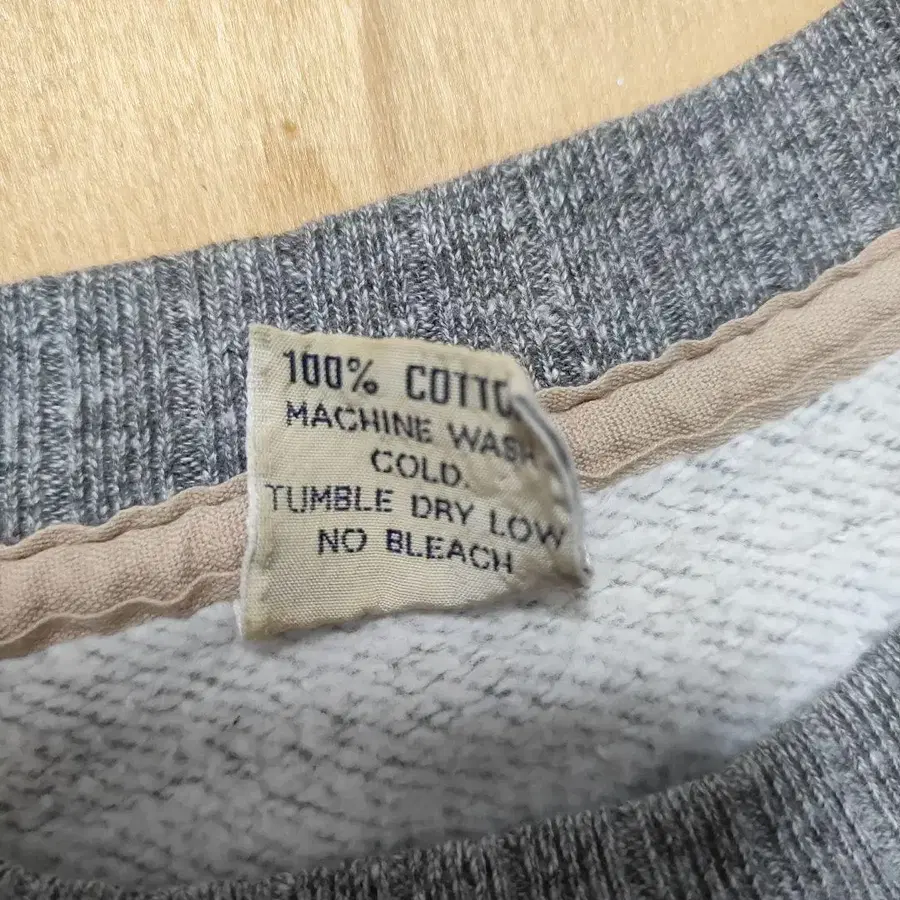 100% COTTO
MACHINE WASH
COLD.
TUMBLE DRY LOW
NO BLEACH